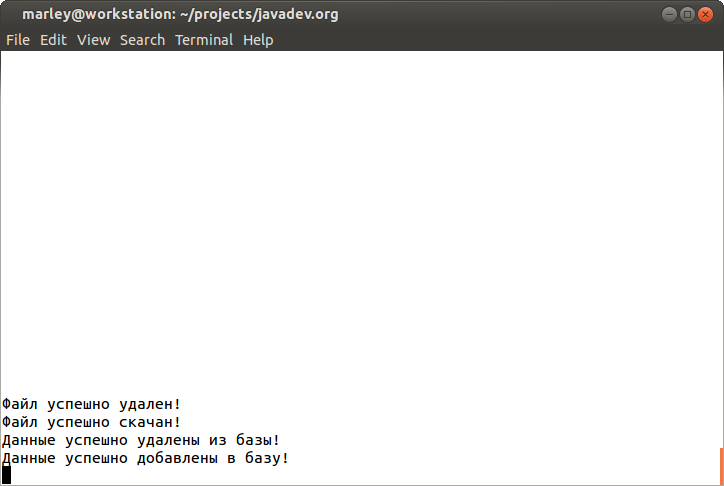 marley@workstation: ~/projects/javadev.org
File Edit View Search Terminal Help
Файл успешно удален!
Файл успешно скачан!
Данные успешно удалены из базы!
Данные успешно добавлены в базу!